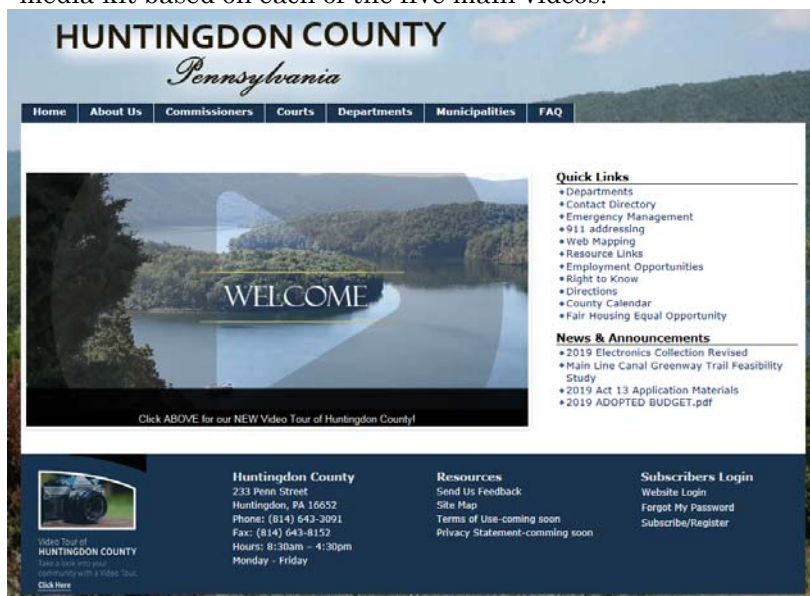 media kit based on each of the five main videos.
HUNTINGDON COUNTY
Pennsylvania
Home About Us Commissioners Courts Departments Municipalities FAQ
WELCOME
Click ABOVE for our NEW Video Tour of Huntingdon County!
Quick Links
Departments
Contact Directory
Emergency Management
911 addressing
Web Mapping
Resource Links
Employment Opportunities
Right to Know
Directions
County Calendar
Fair Housing Equal Opportunity
News & Announcements
2019 Electronics Collection Revised
Main Line Canal Greenway Trail Feasibility
Study
2019 Act 13 Application Materials
2019 ADOPTED BUDGET.pdf
Video Tour of
HUNTINGDON COUNTY
Take a look into your
community with a Video Tour.
Click Here
Huntingdon County
233 Penn Street
Huntingdon, PA 16652
Phone: (814) 643-3091
Fax: (814) 643-8152
Hours: 8:30am – 4:30pm
Monday - Friday
Resources
Send Us Feedback
Site Map
Terms of Use-coming soon
Privacy Statement-comming soon
Subscribers Login
Website Login
Forgot My Password
Subscribe/Register